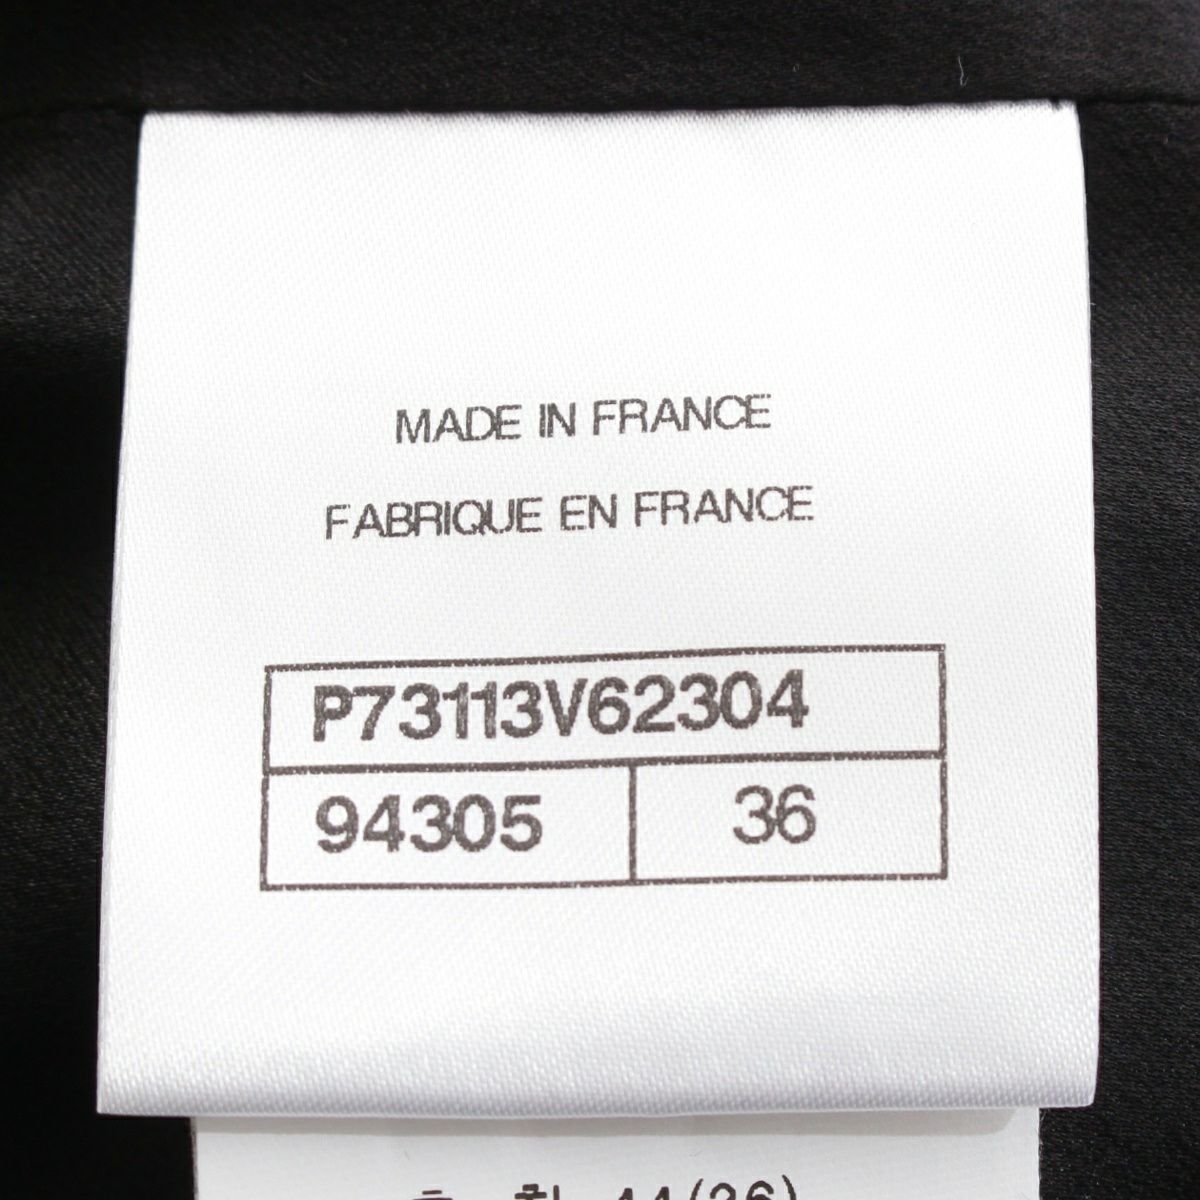 MADE IN FRANCE
FABRIQUE EN FRANCE
P73113V62304
94305 36